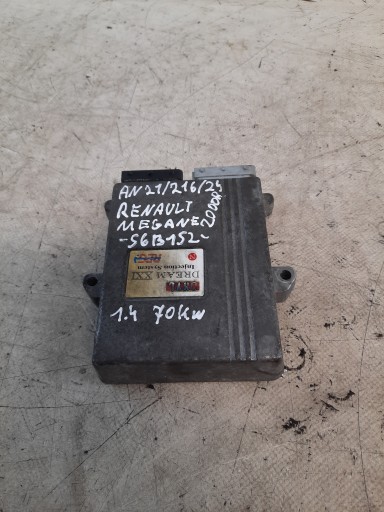 AN21/216/24
RENAULT
MEGANE
2000R
-S6B152-
DREAM XXI
Injection System
1.4 70kW